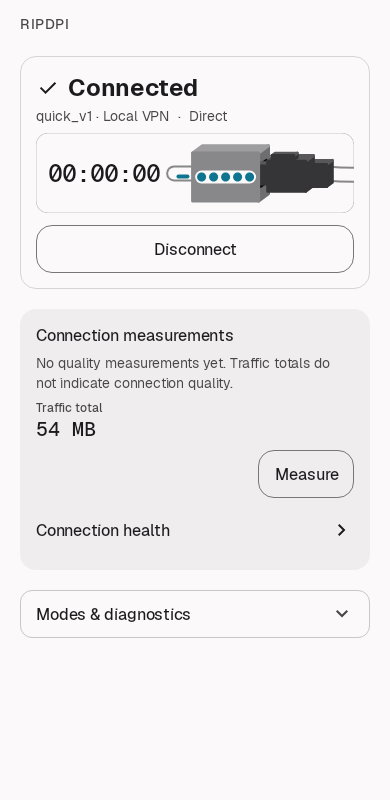 RIPDPI
Connected
quick_v1 · Local VPN · Direct
00:00:00
Disconnect
Connection measurements
No quality measurements yet. Traffic totals do
not indicate connection quality.
Traffic total
54 MB
Measure
Connection health
Modes & diagnostics